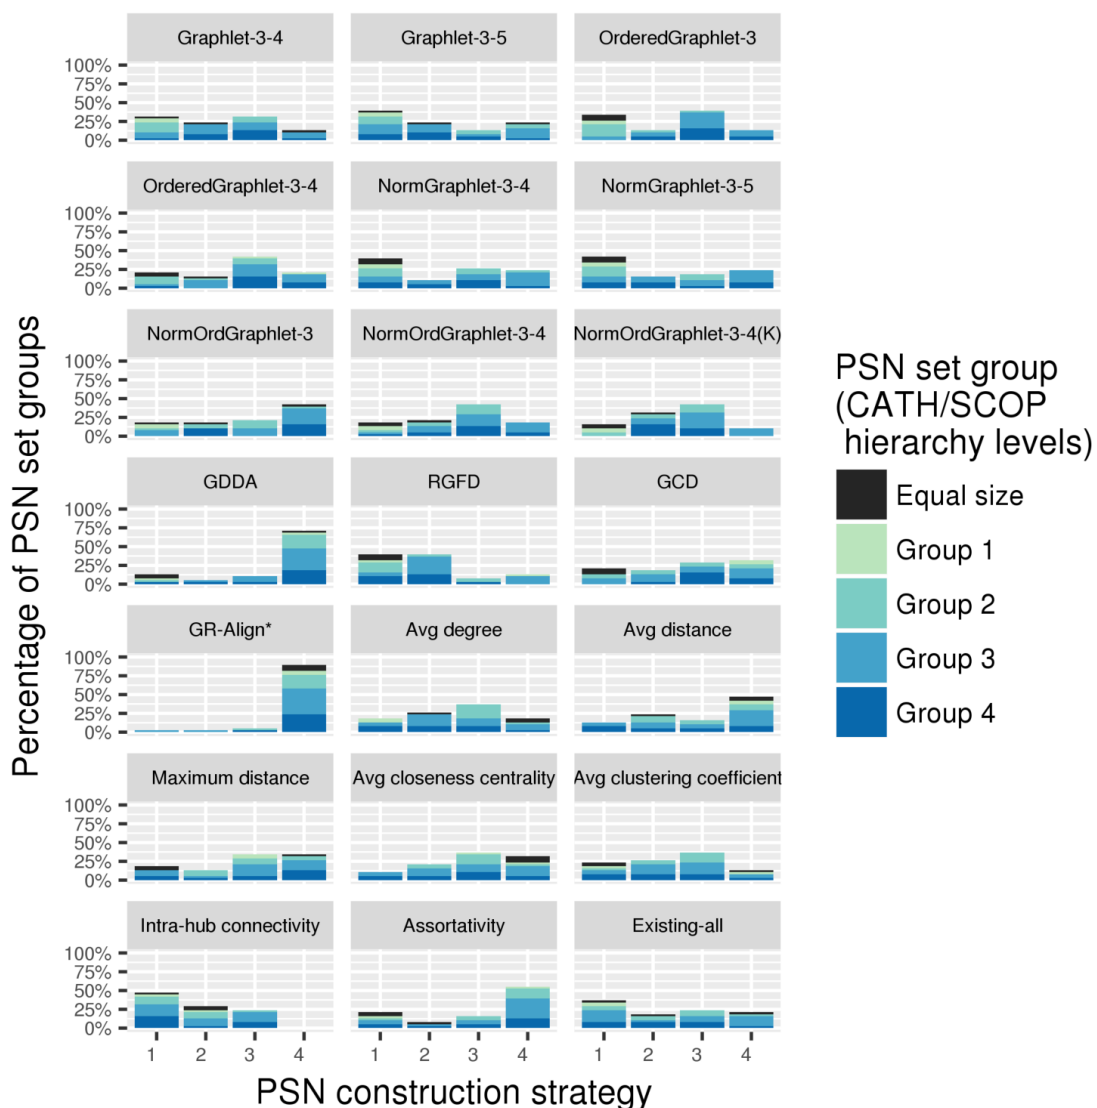 Graphlet-3-4
Graphlet-3-5
OrderedGraphlet-3
100%
75%
50%
25%
0%
OrderedGraphlet-3-4
NormGraphlet-3-4
NormGraphlet-3-5
100%
75%
50%
25%
0%
NormOrdGraphlet-3
NormOrdGraphlet-3-4
NormOrdGraphlet-3-4(K)
100%
75%
50%
25%
0%
GDDA
RGFD
GCD
100%
75%
50%
25%
0%
GR-Align*
Avg degree
Avg distance
100%
75%
50%
25%
0%
Maximum distance
Avg closeness centrality
Avg clustering coefficient
100%
75%
50%
25%
0%
Intra-hub connectivity
Assortativity
Existing-all
100%
75%
50%
25%
0%
1 2 3 4
1 2 3 4
1 2 3 4
PSN construction strategy
Percentage of PSN set groups
PSN set group
(CATH/SCOP
hierarchy levels)
Equal size
Group 1
Group 2
Group 3
Group 4